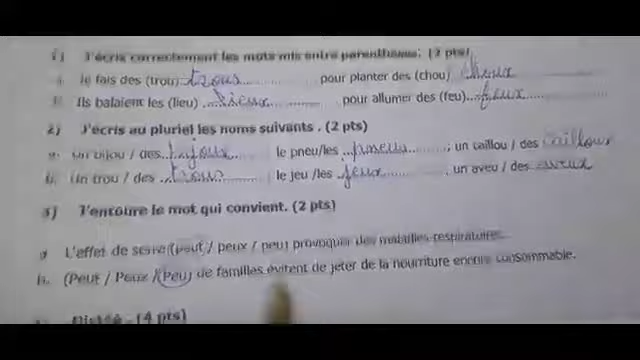 1) J'écris correctement les mots mis entre parenthèses: (2 pts)
a. Je fais des (trou) trous pour planter des (chou) choux
b. Ils balaient les (lieu) lieux pour allumer des (feu) feux
2) J'écris au pluriel les noms suivants . (2 pts)
a. Un bijou / des bijoux le pneu/les pneus , un caillou / des cailloux
b. Un trou / des trous le jeu /les jeux , un aveu / des aveux
3) J'entoure le mot qui convient. (2 pts)
a. L'effet de serre (peut / peux / peu) provoquer des maladies respiratoires.
b. (Peut / Peux / (Peu) de familles évitent de jeter de la nourriture encore consommable.
Dictée - (4 pts)